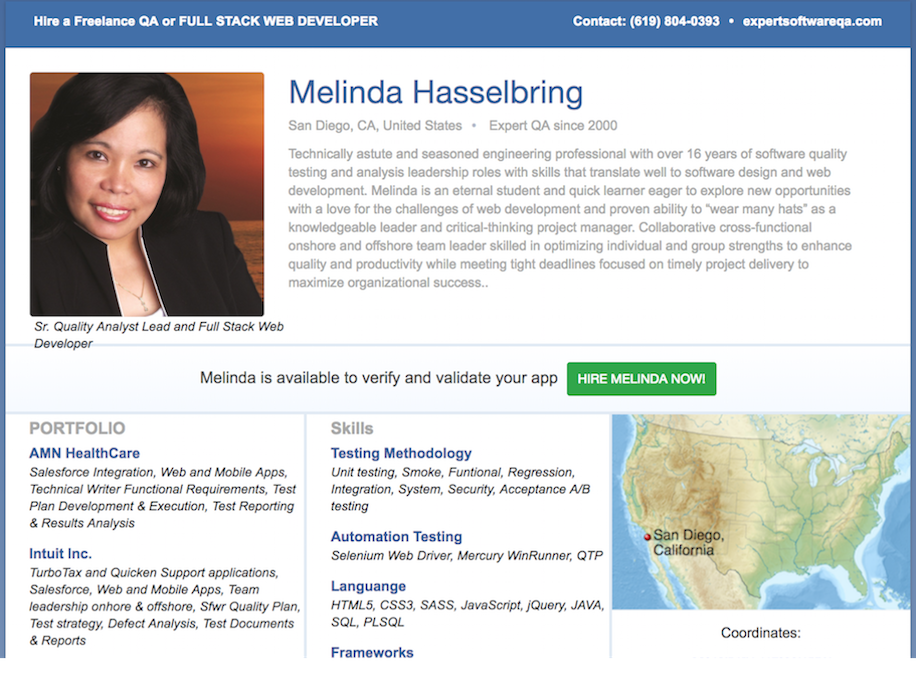 Hire a Freelance QA or FULL STACK WEB DEVELOPER
Contact: (619) 804-0393 • expertsoftwareqa.com
Melinda Hasselbring
San Diego, CA, United States • Expert QA since 2000
Technically astute and seasoned engineering professional with over 16 years of software quality
testing and analysis leadership roles with skills that translate well to software design and web
development. Melinda is an eternal student and quick learner eager to explore new opportunities
with a love for the challenges of web development and proven ability to “wear many hats” as a
knowledgeable leader and critical-thinking project manager. Collaborative cross-functional
onshore and offshore team leader skilled in optimizing individual and group strengths to enhance
quality and productivity while meeting tight deadlines focused on timely project delivery to
maximize organizational success..
Sr. Quality Analyst Lead and Full Stack Web
Developer
Melinda is available to verify and validate your app
HIRE MELINDA NOW!
PORTFOLIO
AMN HealthCare
Salesforce Integration, Web and Mobile Apps,
Technical Writer Functional Requirements, Test
Plan Development & Execution, Test Reporting
& Results Analysis
Intuit Inc.
TurboTax and Quicken Support applications,
Salesforce, Web and Mobile Apps, Team
leadership onhore & offshore, Sfwr Quality Plan,
Test strategy, Defect Analysis, Test Documents
& Reports
Skills
Testing Methodology
Unit testing, Smoke, Funtional, Regression,
Integration, System, Security, Acceptance A/B
testing
Automation Testing
Selenium Web Driver, Mercury WinRunner, QTP
Languange
HTML5, CSS3, SASS, JavaScript, jQuery, JAVA,
SQL, PLSQL
Frameworks
San Diego,
California
Coordinates: